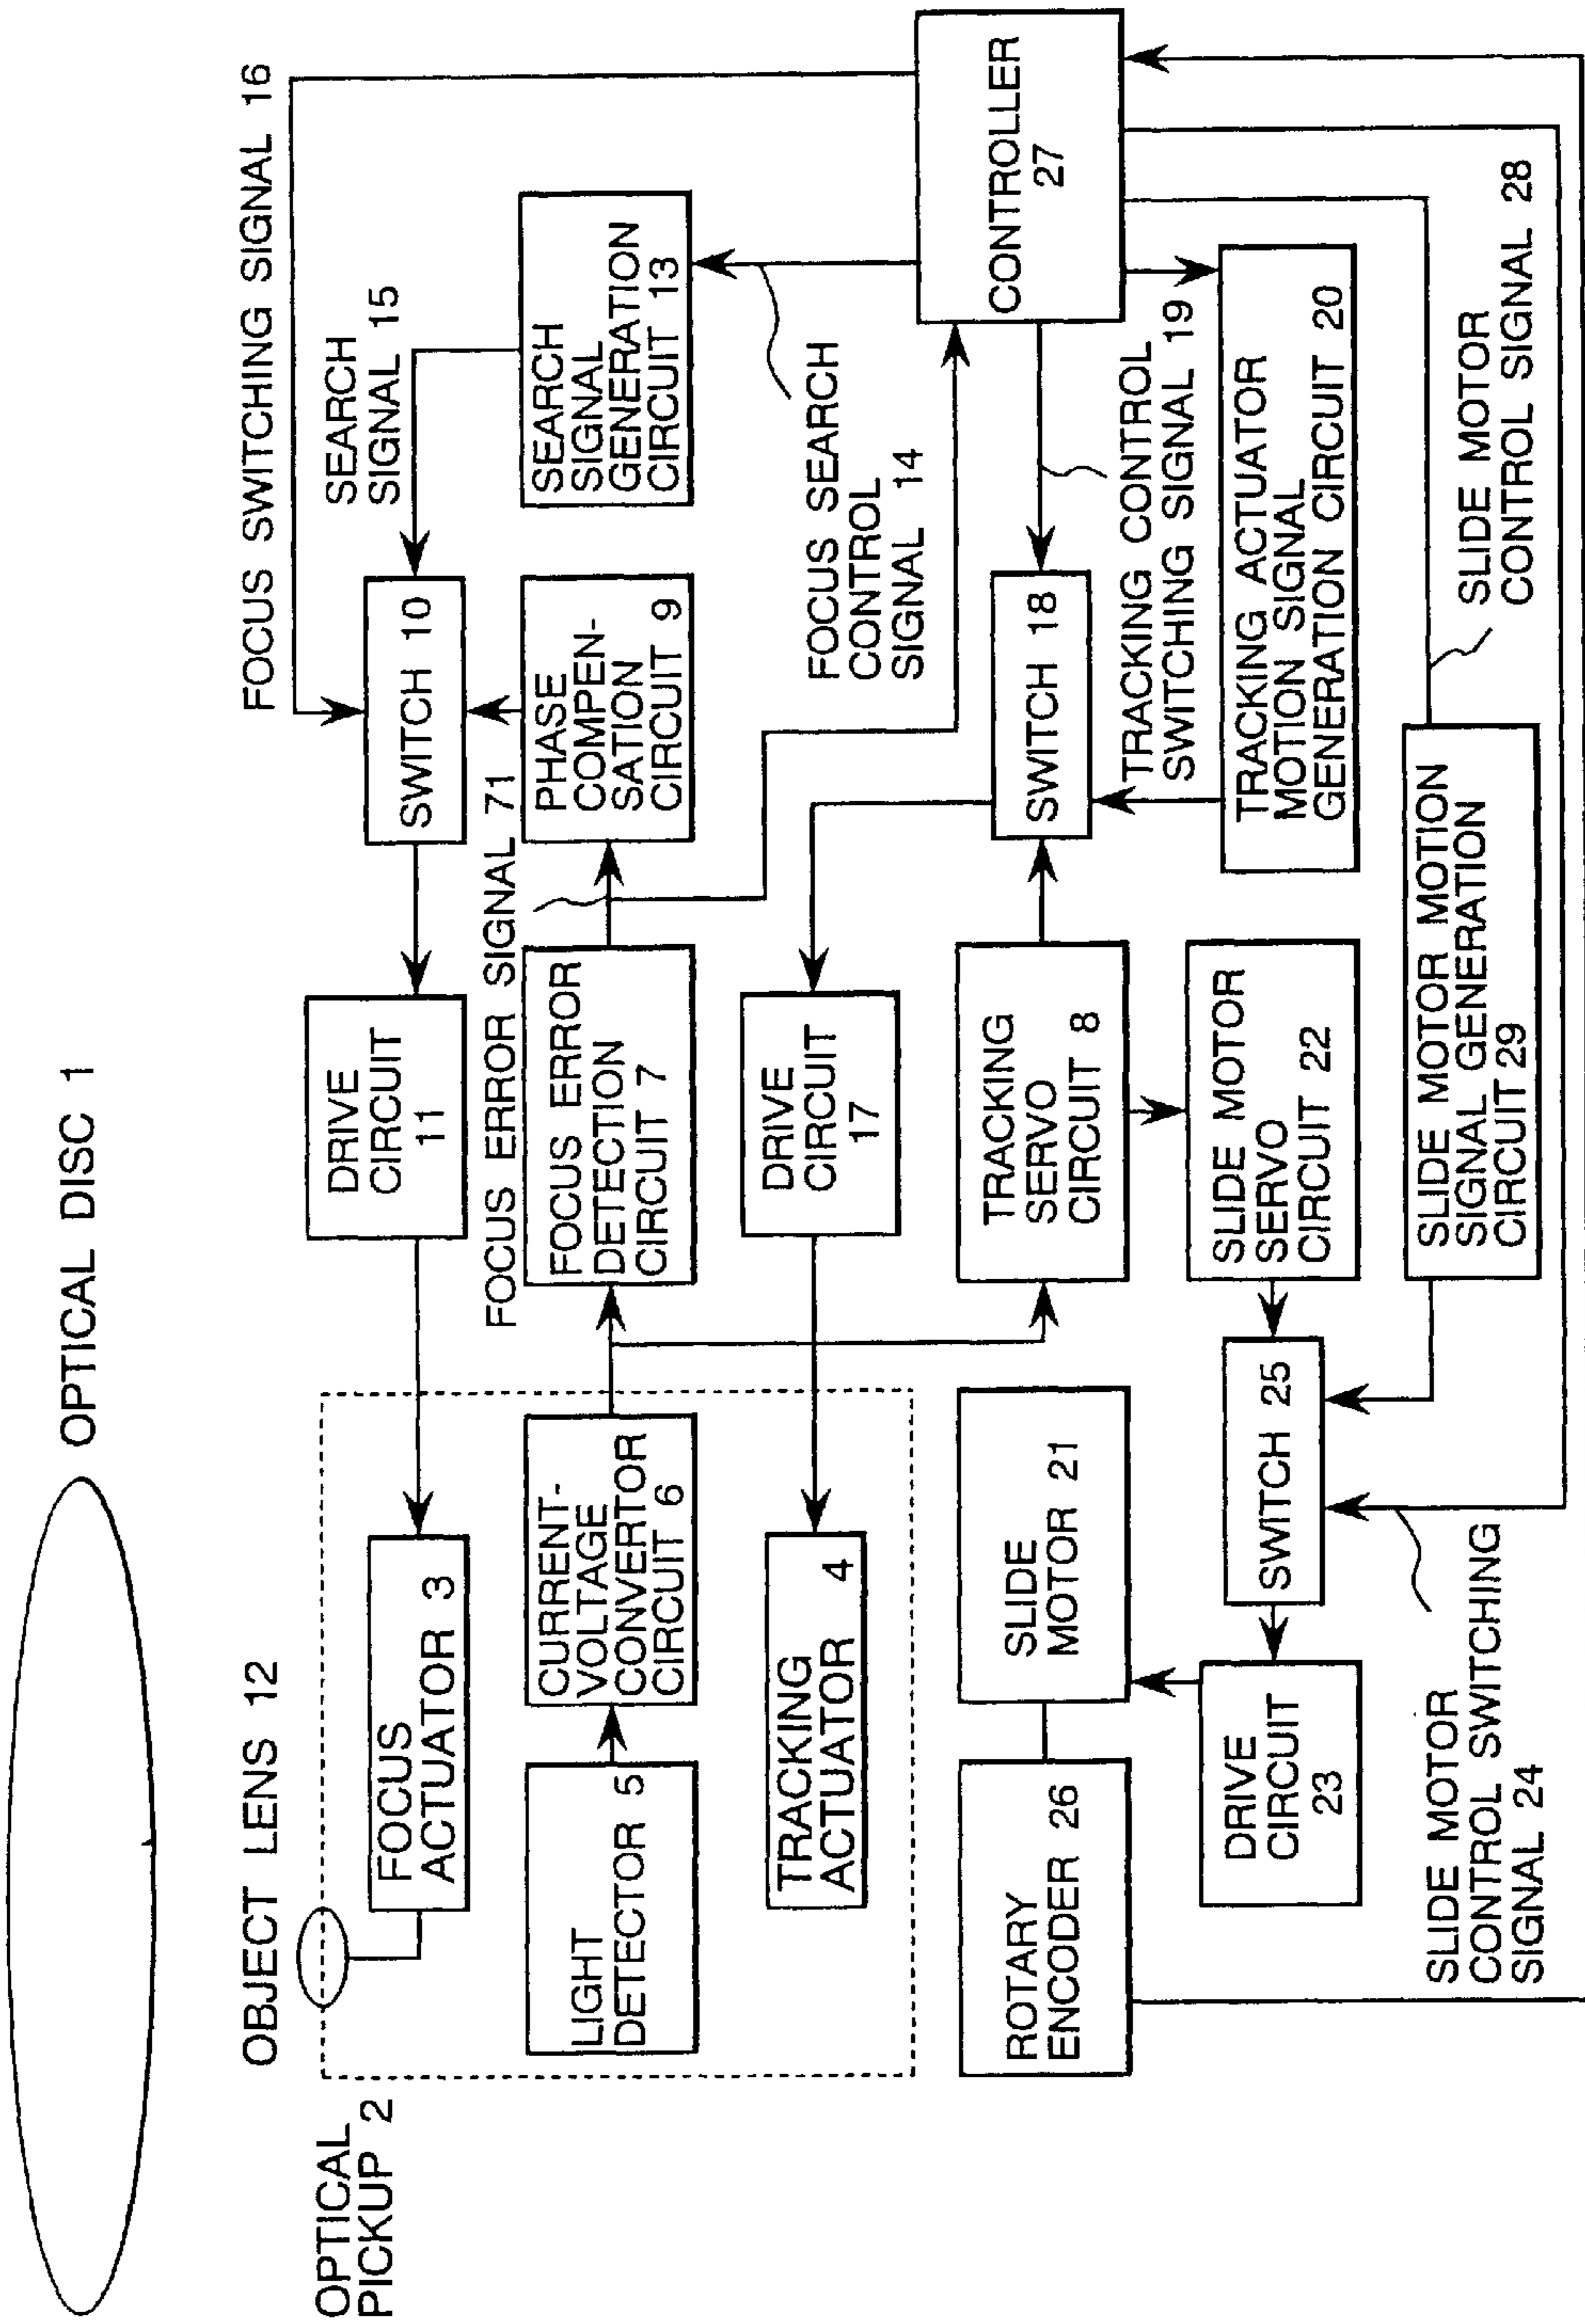 OPTICAL DISC 1
OBJECT LENS 12
OPTICAL
PICKUP 2
FOCUS
ACTUATOR 3
LIGHT
DETECTOR 5
CURRENT-
VOLTAGE
CONVERTOR
CIRCUIT 6
TRACKING
ACTUATOR 4
DRIVE
CIRCUIT
11
FOCUS ERROR SIGNAL 71
FOCUS ERROR
DETECTION
CIRCUIT 7
DRIVE
CIRCUIT
17
SWITCH 10
PHASE
COMPEN-
SATION
CIRCUIT 9
FOCUS SWITCHING SIGNAL 16
SEARCH
SIGNAL 15
SEARCH
SIGNAL
GENERATION
CIRCUIT 13
FOCUS SEARCH
CONTROL
SIGNAL 14
CONTROLLER
27
ROTARY
ENCODER 26
SLIDE
MOTOR 21
TRACKING
SERVO
CIRCUIT 8
SWITCH 18
TRACKING CONTROL
SWITCHING SIGNAL 19
DRIVE
CIRCUIT
23
SWITCH 25
SLIDE MOTOR
SERVO
CIRCUIT 22
TRACKING ACTUATOR
MOTION SIGNAL
GENERATION CIRCUIT 20
SLIDE MOTOR
CONTROL SWITCHING
SIGNAL 24
SLIDE MOTOR MOTION
SIGNAL GENERATION
CIRCUIT 29
SLIDE MOTOR
CONTROL SIGNAL 28